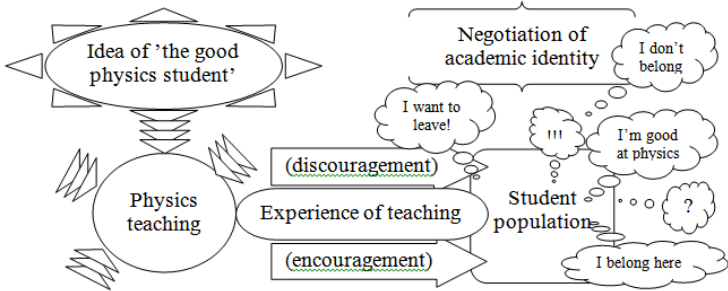 Idea of ’the good
physics student’
Negotiation of
academic identity
I don’t
belong
I want to
leave!
!!!
I’m good
at physics
(discouragement)
Physics
teaching
Experience of teaching
Student
population
?
(encouragement)
I belong here